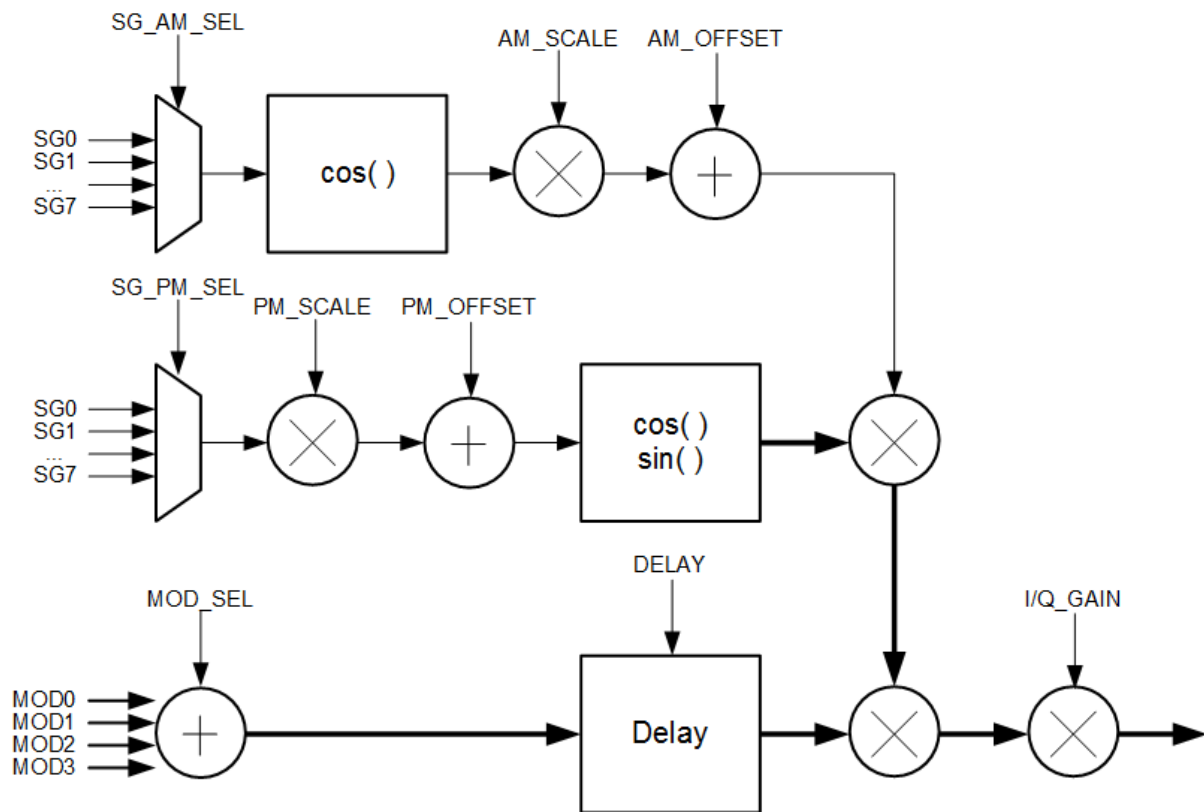 SG_AM_SEL
AM_SCALE
AM_OFFSET
SG0
SG1
...
SG7
cos( )
SG_PM_SEL
PM_SCALE
PM_OFFSET
SG0
SG1
...
SG7
cos( )
sin( )
DELAY
MOD_SEL
I/Q_GAIN
MOD0
MOD1
MOD2
MOD3
Delay